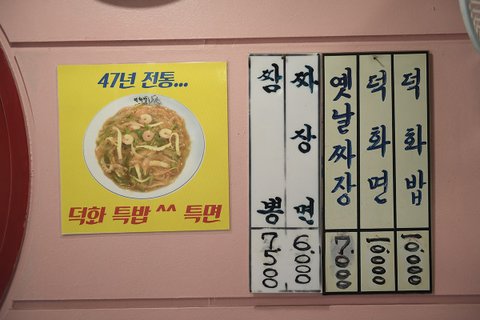 47년 전통...
덕화 특밥 ^^ 특면
짬뽕
7500
짜장면
6000
옛날짜장
7000
덕화면
10000
덕화밥
10000